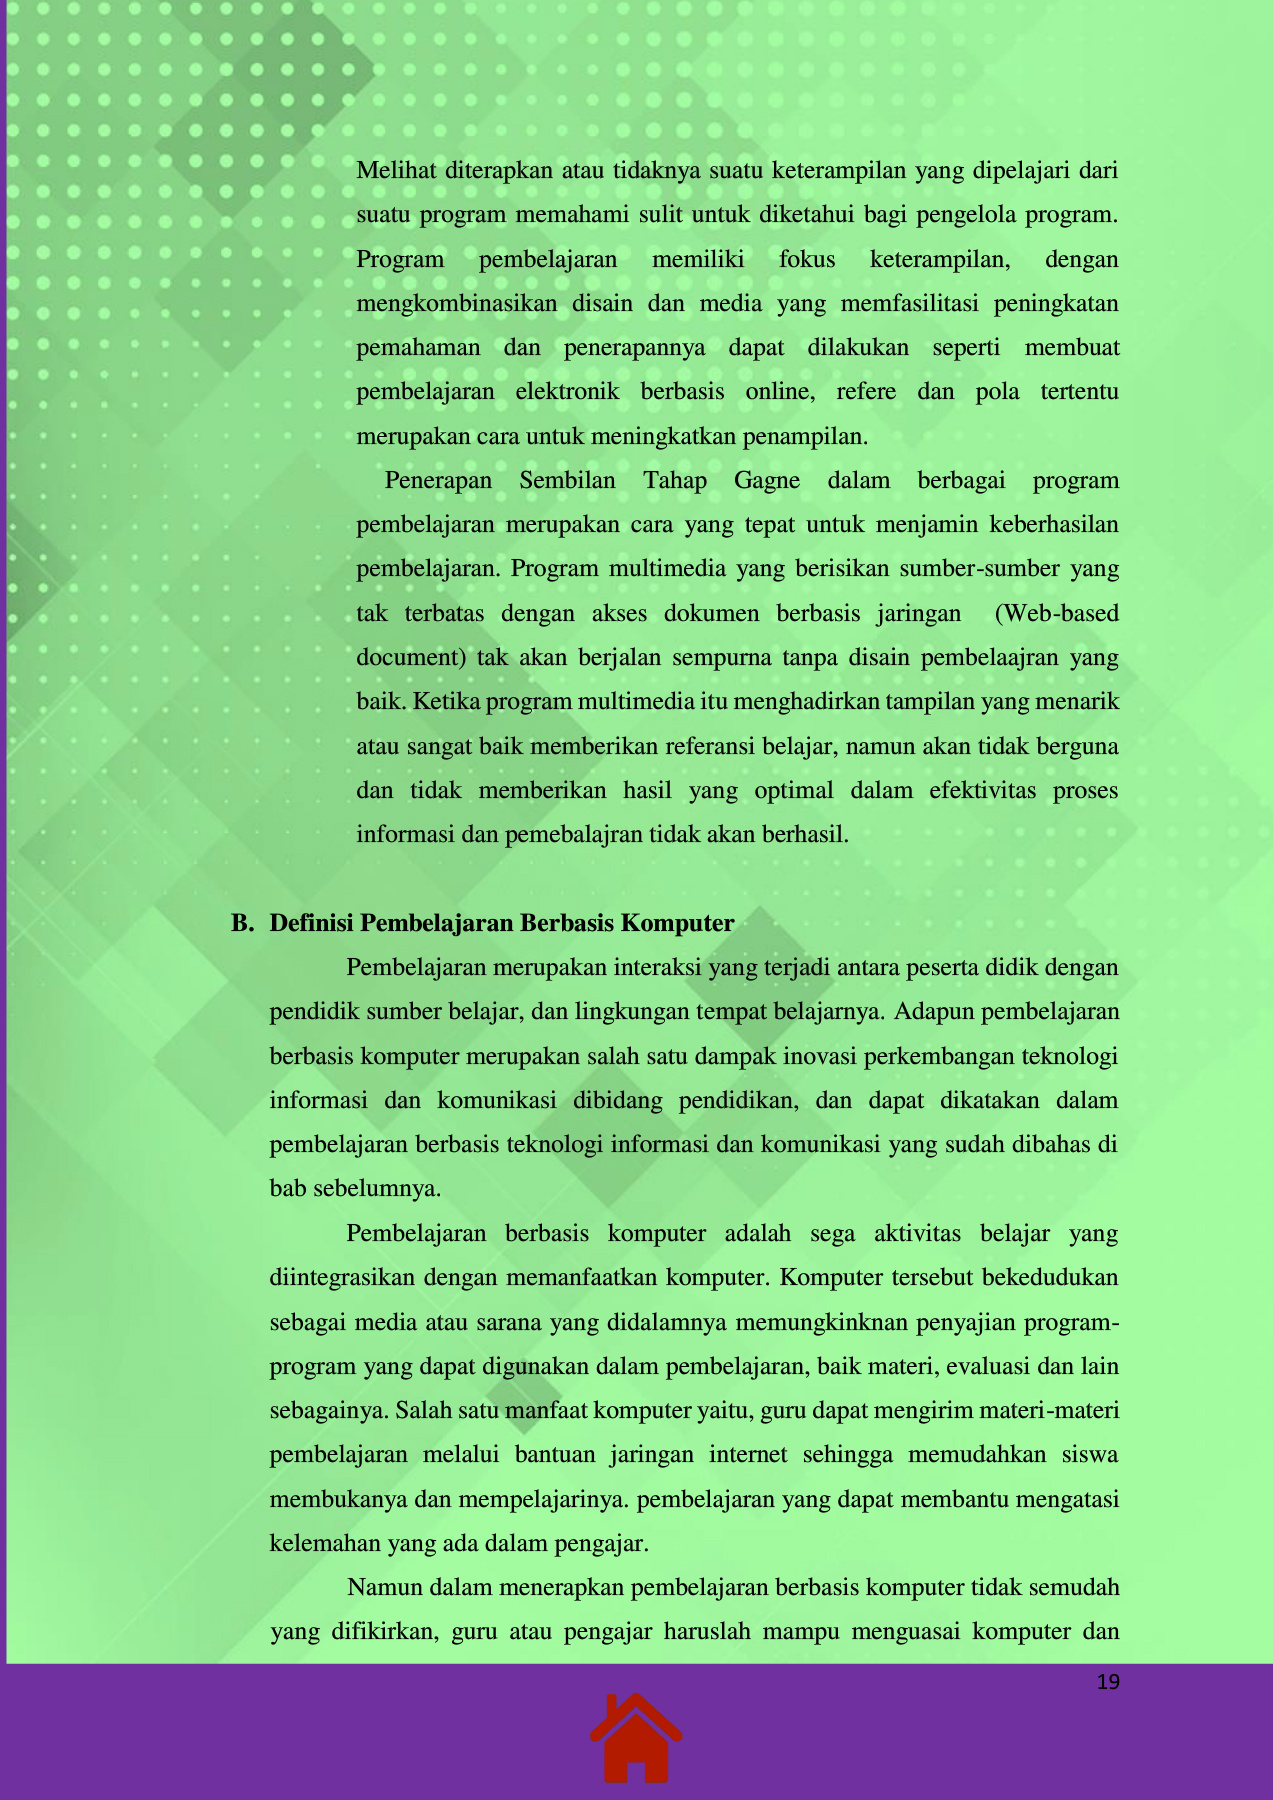 Melihat diterapkan atau tidaknya suatu keterampilan yang dipelajari dari
suatu program memahami sulit untuk diketahui bagi pengelola program.
Program pembelajaran memiliki fokus keterampilan, dengan
mengkombinasikan disain dan media yang memfasilitasi peningkatan
pemahaman dan penerapannya dapat dilakukan seperti membuat
pembelajaran elektronik berbasis online, refere dan pola tertentu
merupakan cara untuk meningkatkan penampilan.
Penerapan Sembilan Tahap Gagne dalam berbagai program
pembelajaran merupakan cara yang tepat untuk menjamin keberhasilan
pembelajaran. Program multimedia yang berisikan sumber-sumber yang
tak terbatas dengan akses dokumen berbasis jaringan (Web-based
document) tak akan berjalan sempurna tanpa disain pembelaajran yang
baik. Ketika program multimedia itu menghadirkan tampilan yang menarik
atau sangat baik memberikan referansi belajar, namun akan tidak berguna
dan tidak memberikan hasil yang optimal dalam efektivitas proses
informasi dan pemebalajran tidak akan berhasil.
B. Definisi Pembelajaran Berbasis Komputer
Pembelajaran merupakan interaksi yang terjadi antara peserta didik dengan
pendidik sumber belajar, dan lingkungan tempat belajarnya. Adapun pembelajaran
berbasis komputer merupakan salah satu dampak inovasi perkembangan teknologi
informasi dan komunikasi dibidang pendidikan, dan dapat dikatakan dalam
pembelajaran berbasis teknologi informasi dan komunikasi yang sudah dibahas di
bab sebelumnya.
Pembelajaran berbasis komputer adalah sega aktivitas belajar yang
diintegrasikan dengan memanfaatkan komputer. Komputer tersebut bekedudukan
sebagai media atau sarana yang didalamnya memungkinknan penyajian program-
program yang dapat digunakan dalam pembelajaran, baik materi, evaluasi dan lain
sebagainya. Salah satu manfaat komputer yaitu, guru dapat mengirim materi-materi
pembelajaran melalui bantuan jaringan internet sehingga memudahkan siswa
membukanya dan mempelajarinya. pembelajaran yang dapat membantu mengatasi
kelemahan yang ada dalam pengajar.
Namun dalam menerapkan pembelajaran berbasis komputer tidak semudah
yang difikirkan, guru atau pengajar haruslah mampu menguasai komputer dan
19